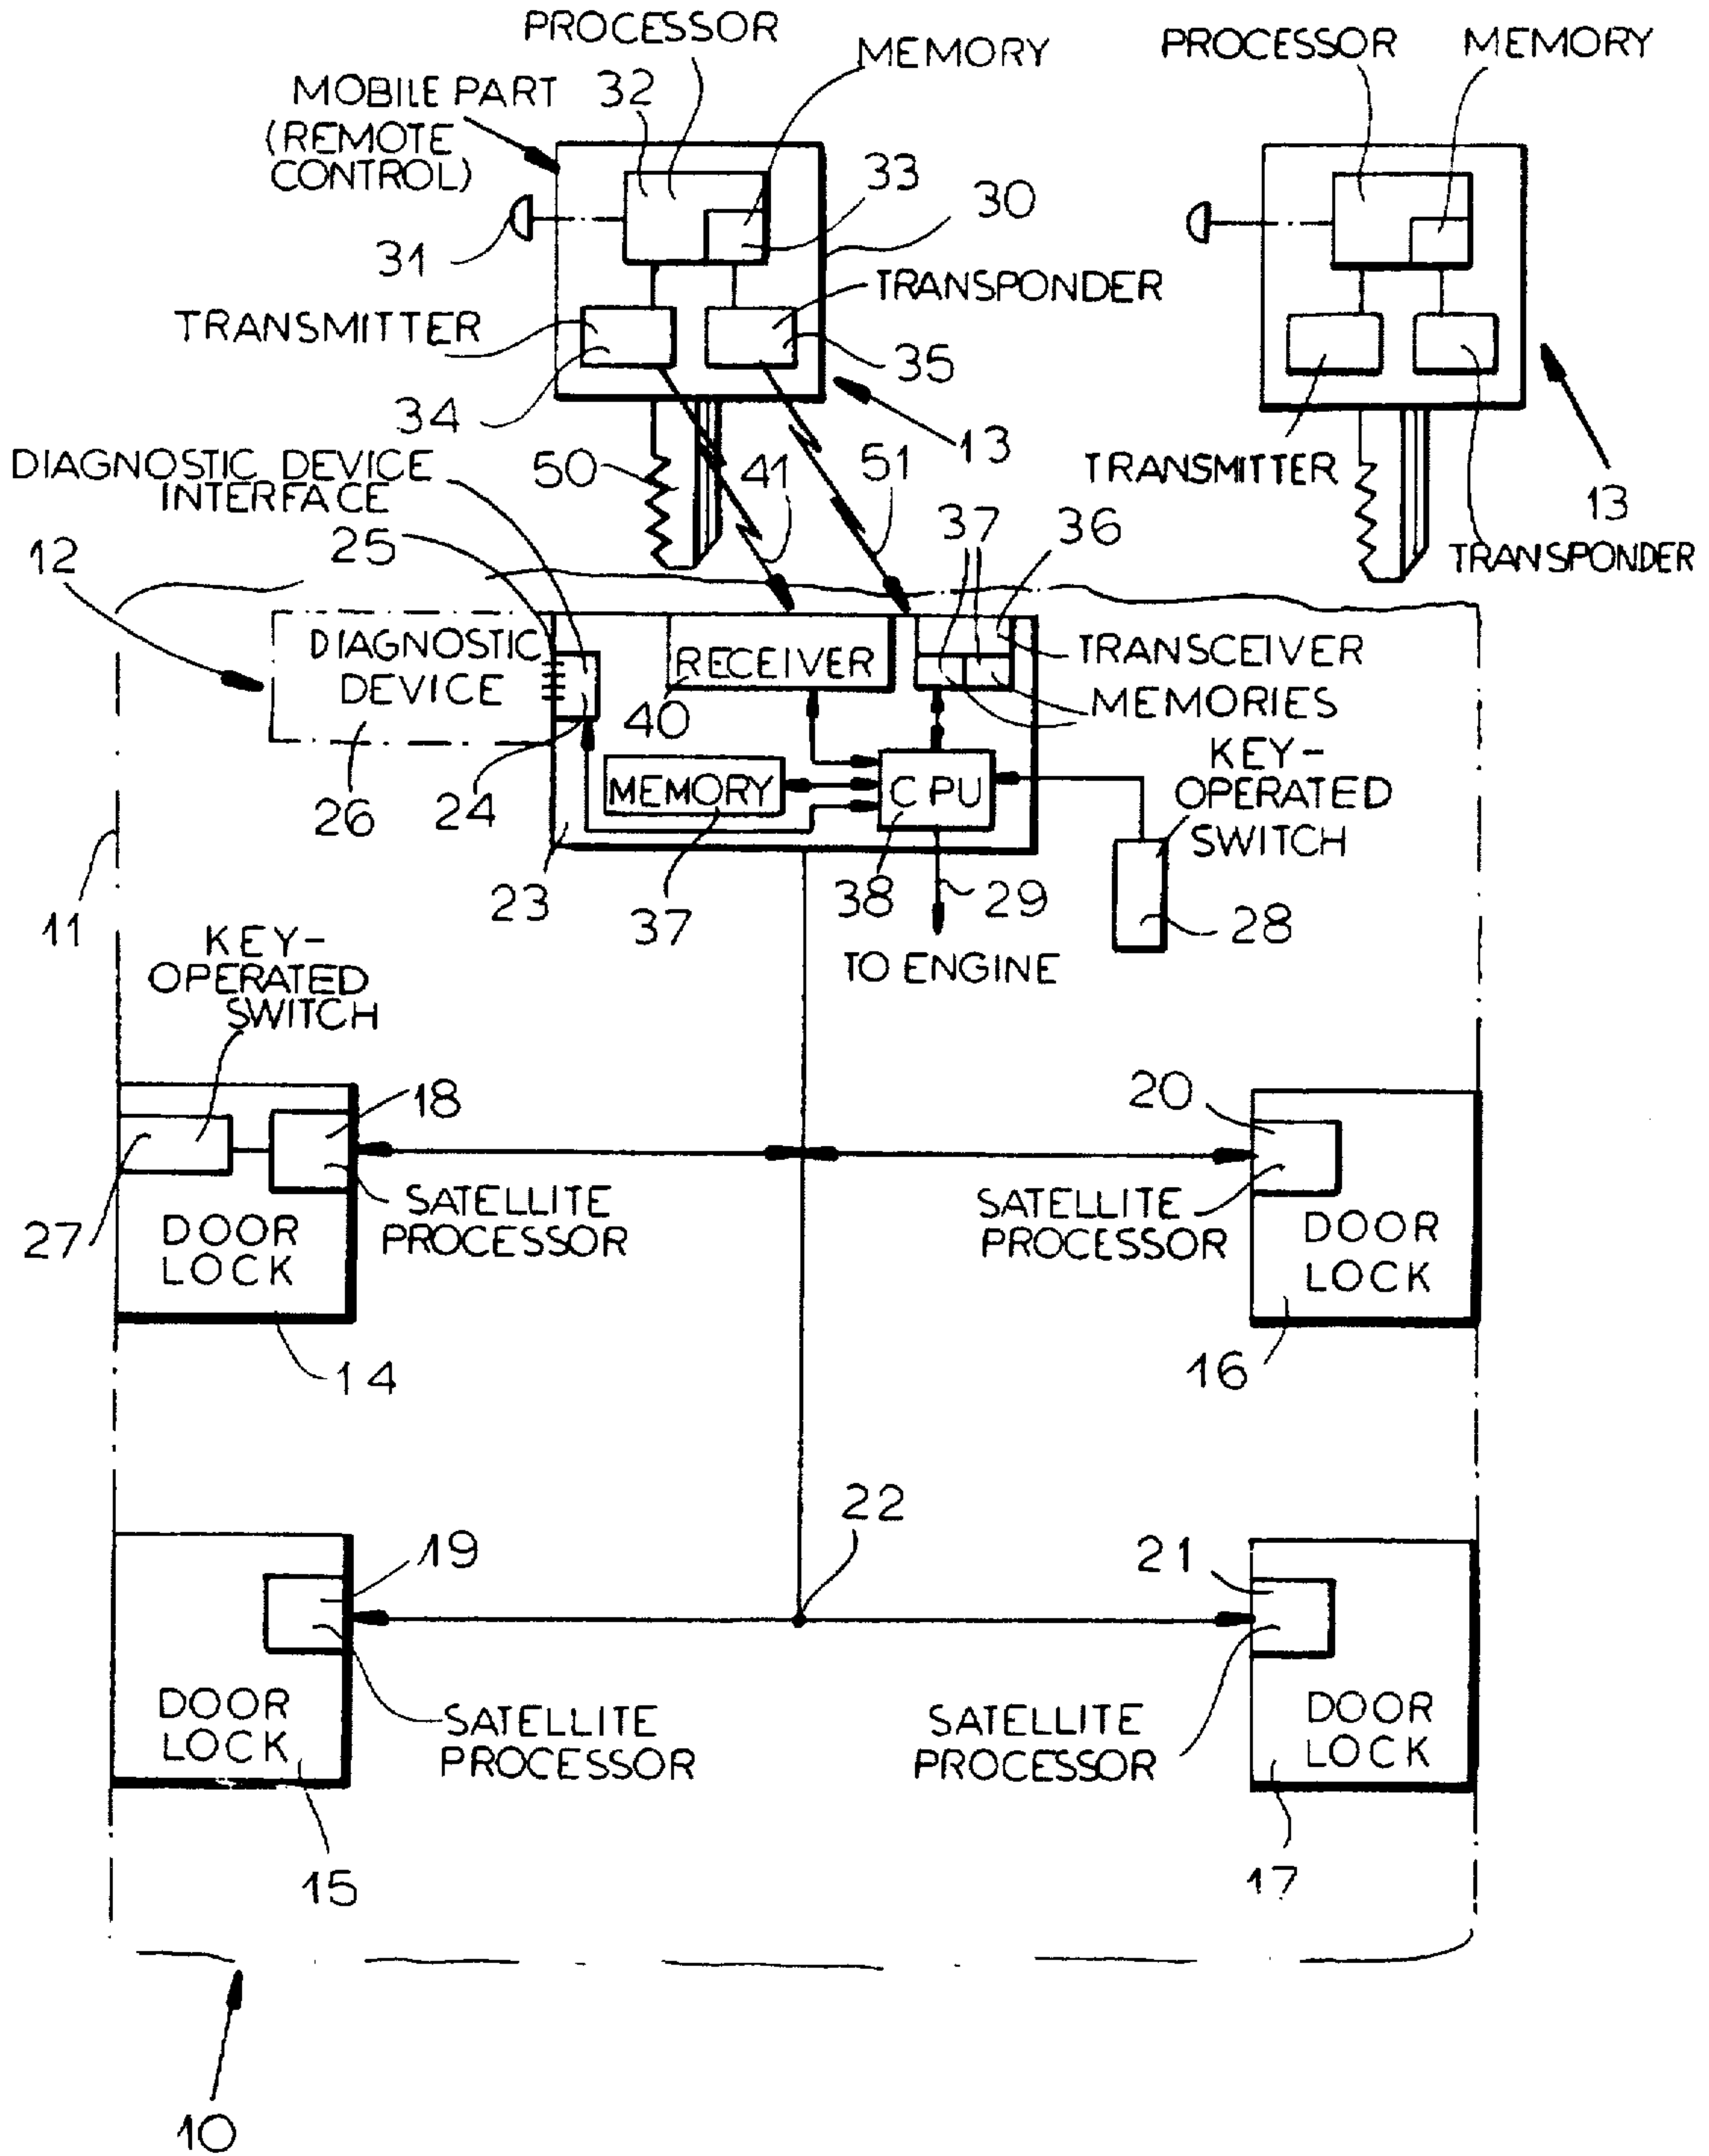 PROCESSOR
MEMORY
PROCESSOR
MEMORY
MOBILE PART
(REMOTE
CONTROL)
32
33
30
31
TRANSPONDER
TRANSMITTER
35
34
13
DIAGNOSTIC DEVICE
INTERFACE
50
41
51
TRANSMITTER
13
TRANSPONDER
25
37
36
12
DIAGNOSTIC
DEVICE
RECEIVER
TRANSCEIVER
MEMORIES
40
KEY-
OPERATED
SWITCH
MEMORY
CPU
26
24
11
23
37
38
29
28
TO ENGINE
KEY-
OPERATED
SWITCH
18
20
27
DOOR
LOCK
SATELLITE
PROCESSOR
SATELLITE
PROCESSOR
DOOR
LOCK
14
16
22
19
21
DOOR
LOCK
SATELLITE
PROCESSOR
SATELLITE
PROCESSOR
DOOR
LOCK
15
17
10